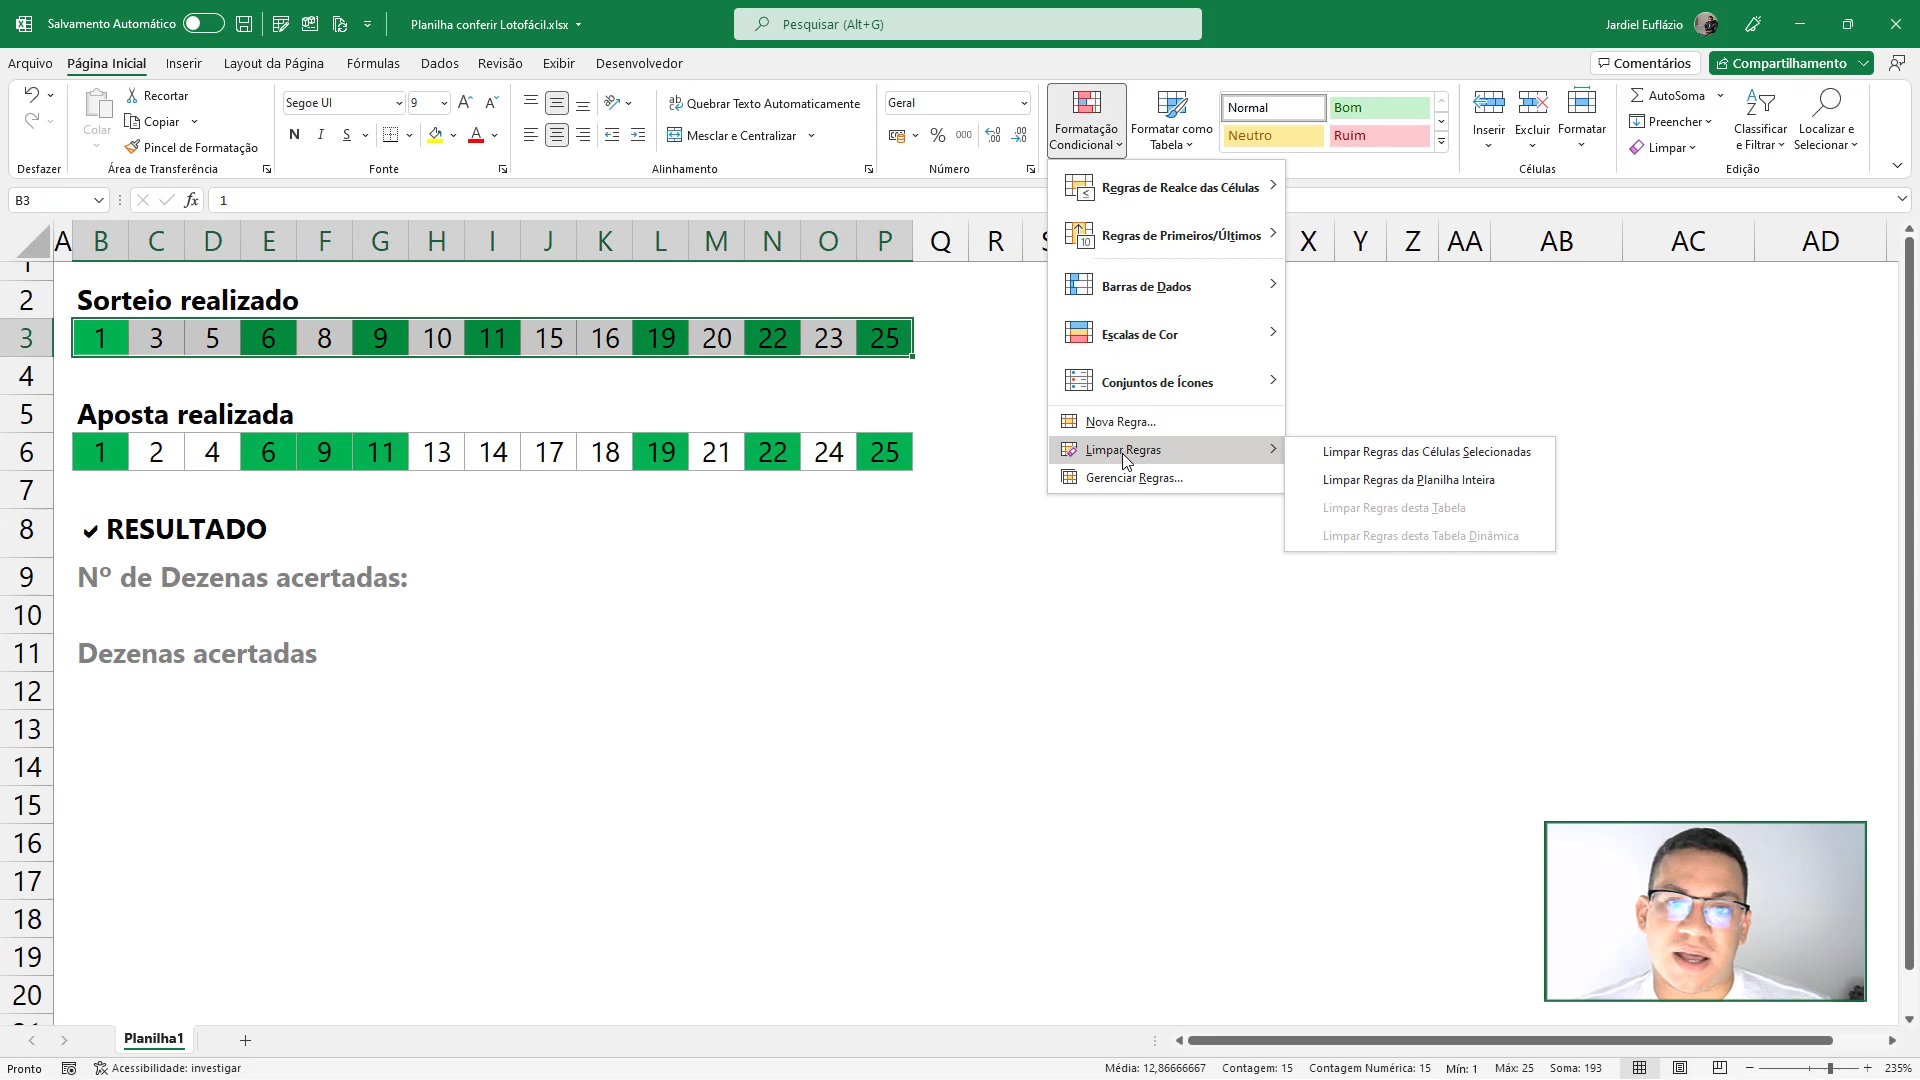 Salvamento Automático
Planilha conferir Lotofácil.xlsx
Pesquisar (Alt+G)
Jardiel Euflázio
Arquivo
Página Inicial
Inserir
Layout da Página
Fórmulas
Dados
Revisão
Exibir
Desenvolvedor
Comentários
Compartilhamento
Desfazer
Colar
Recortar
Copiar
Pincel de Formatação
Área de Transferência
Segoe UI
9
N I S
Fonte
Quebrar Texto Automaticamente
Mesclar e Centralizar
Alinhamento
Geral
% 000
Número
Formatação Condicional
Formatar como Tabela
Normal
Bom
Neutro
Ruim
Inserir
Excluir
Formatar
Células
AutoSoma
Preencher
Limpar
Classificar e Filtrar
Localizar e Selecionar
Edição
B3
fx
1
A B C D E F G H I J K L M N O P Q R X Y Z AA AB AC AD
2 Sorteio realizado
3 1 3 5 6 8 9 10 11 15 16 19 20 22 23 25
4
5 Aposta realizada
6 1 2 4 6 9 11 13 14 17 18 19 21 22 24 25
7
8 ✔ RESULTADO
9 Nº de Dezenas acertadas:
10
11 Dezenas acertadas
12
13
14
15
16
17
18
19
20
Regras de Realce das Células
Regras de Primeiros/Últimos
Barras de Dados
Escalas de Cor
Conjuntos de Ícones
Nova Regra...
Limpar Regras
Gerenciar Regras...
Limpar Regras das Células Selecionadas
Limpar Regras da Planilha Inteira
Limpar Regras desta Tabela
Limpar Regras desta Tabela Dinâmica
Planilha1
Pronto
Acessibilidade: investigar
Média: 12,86666667
Contagem: 15
Contagem Numérica: 15
Mín: 1
Máx: 25
Soma: 193
235%